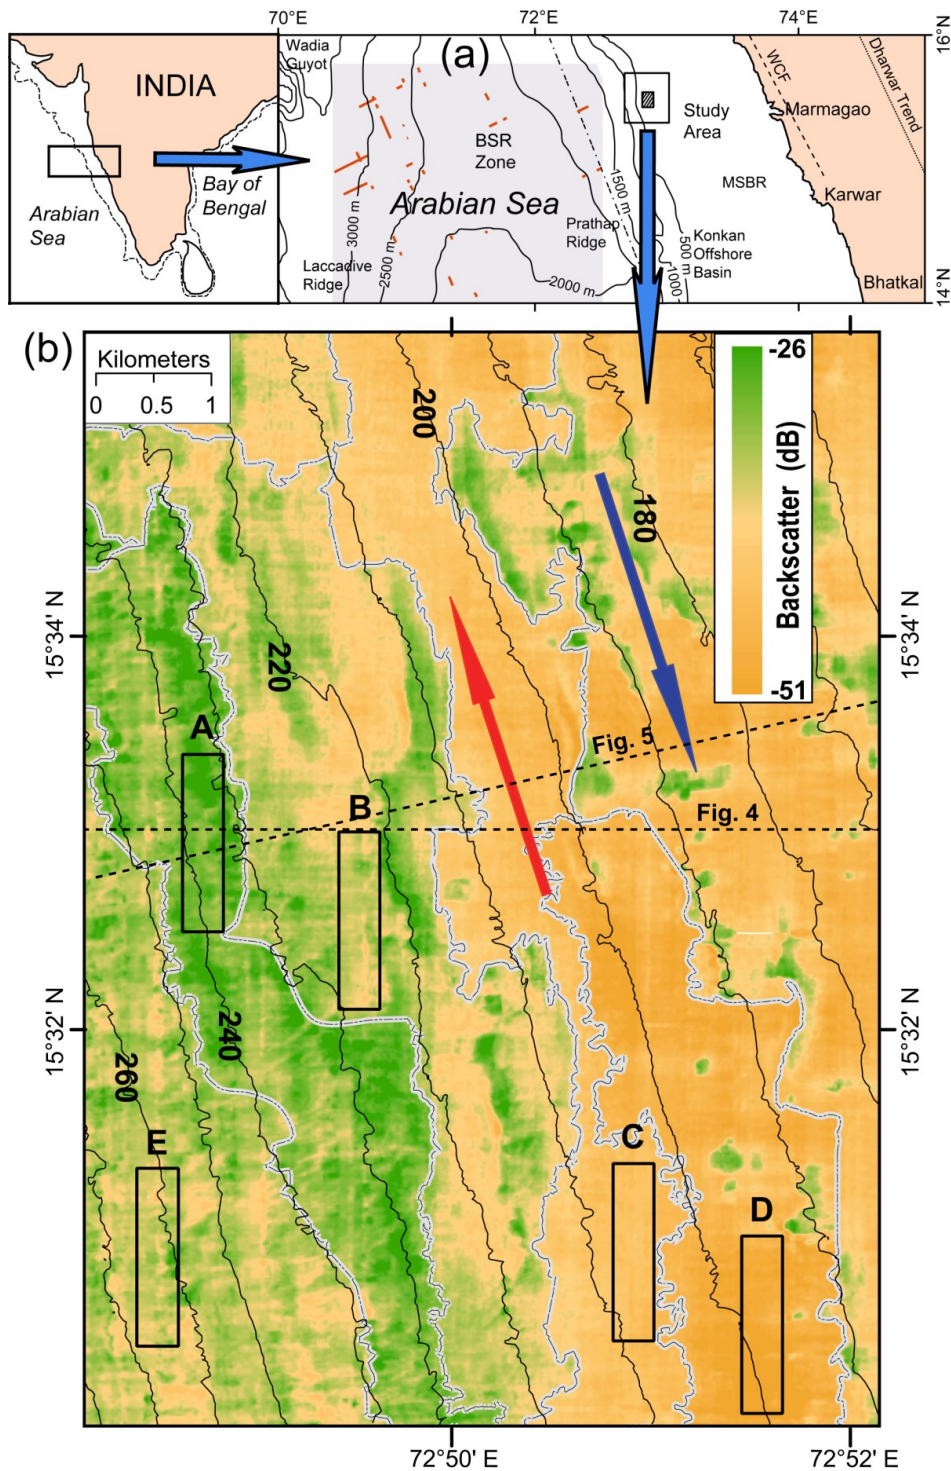 70°E
72°E
74°E
16°N
14°N
(a)
INDIA
Arabian
Sea
Bay of
Bengal
Wadia
Guyot
BSR
Zone
Arabian Sea
3000 m
2500 m
2000 m
1500 m
1000
500 m
Laccadive
Ridge
Prathap
Ridge
Study
Area
MSBR
Konkan
Offshore
Basin
WCF
Dharwar Trend
Marmagao
Karwar
Bhatkal
(b)
Kilometers
0 0.5 1
-26
Backscatter (dB)
-51
200
180
220
240
260
15°34' N
15°34' N
15°32' N
15°32' N
A
B
C
D
E
Fig. 5
Fig. 4
72°50' E
72°52' E